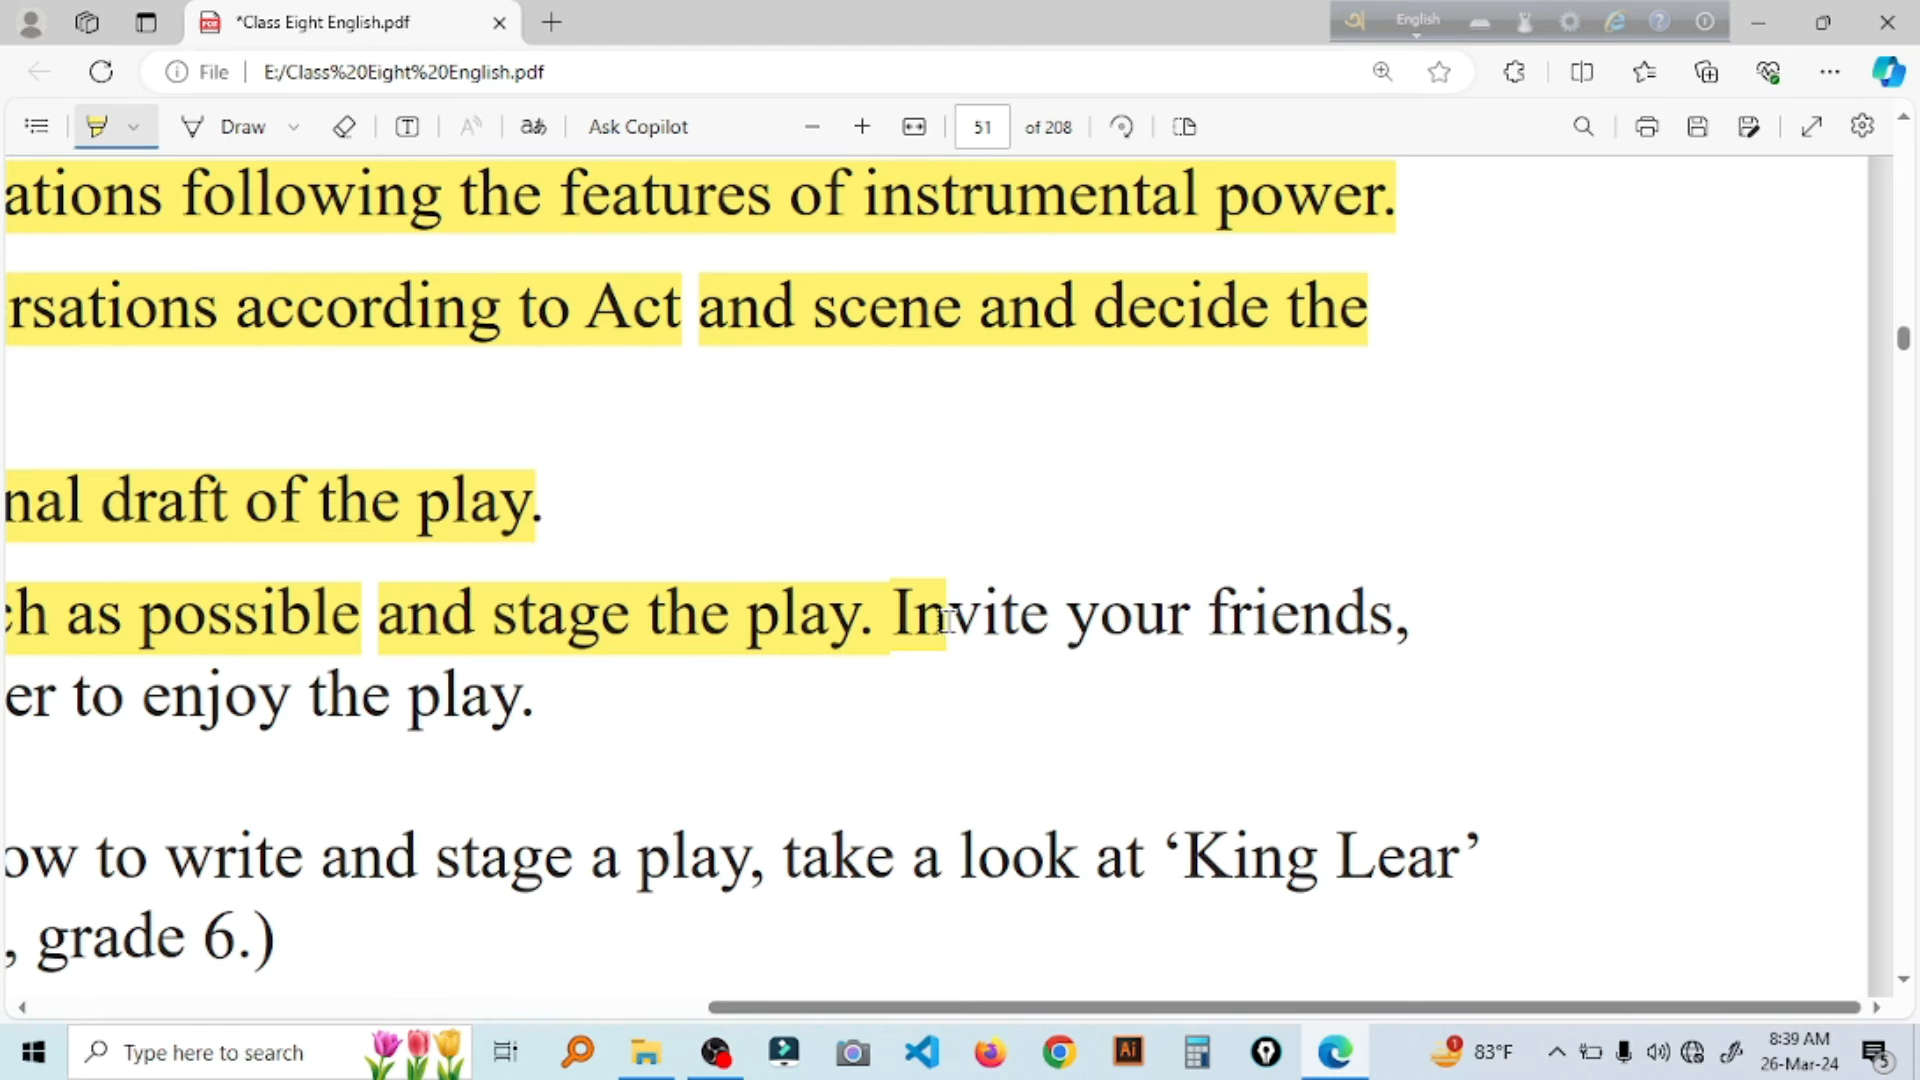 *Class Eight English.pdf
English
File
E:/Class%20Eight%20English.pdf
Draw
Ask Copilot
51
of 208
ations following the features of instrumental power.
rsations according to Act and scene and decide the
nal draft of the play.
ch as possible and stage the play. Invite your friends,
er to enjoy the play.
ow to write and stage a play, take a look at ‘King Lear’
, grade 6.)
Type here to search
83°F
8:39 AM
26-Mar-24